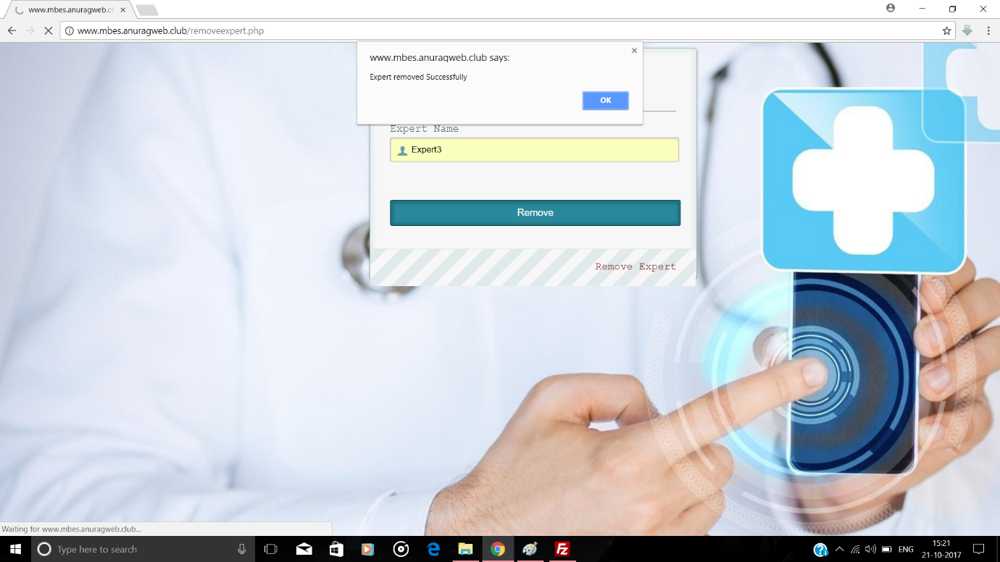 www.mbes.anuragweb.cl
www.mbes.anuragweb.club/removeexpert.php
www.mbes.anuragweb.club says:
Expert removed Successfully
OK
Expert Name
Expert3
Remove
Remove Expert
Waiting for www.mbes.anuragweb.club...
Type here to search
ENG
15:21
21-10-2017